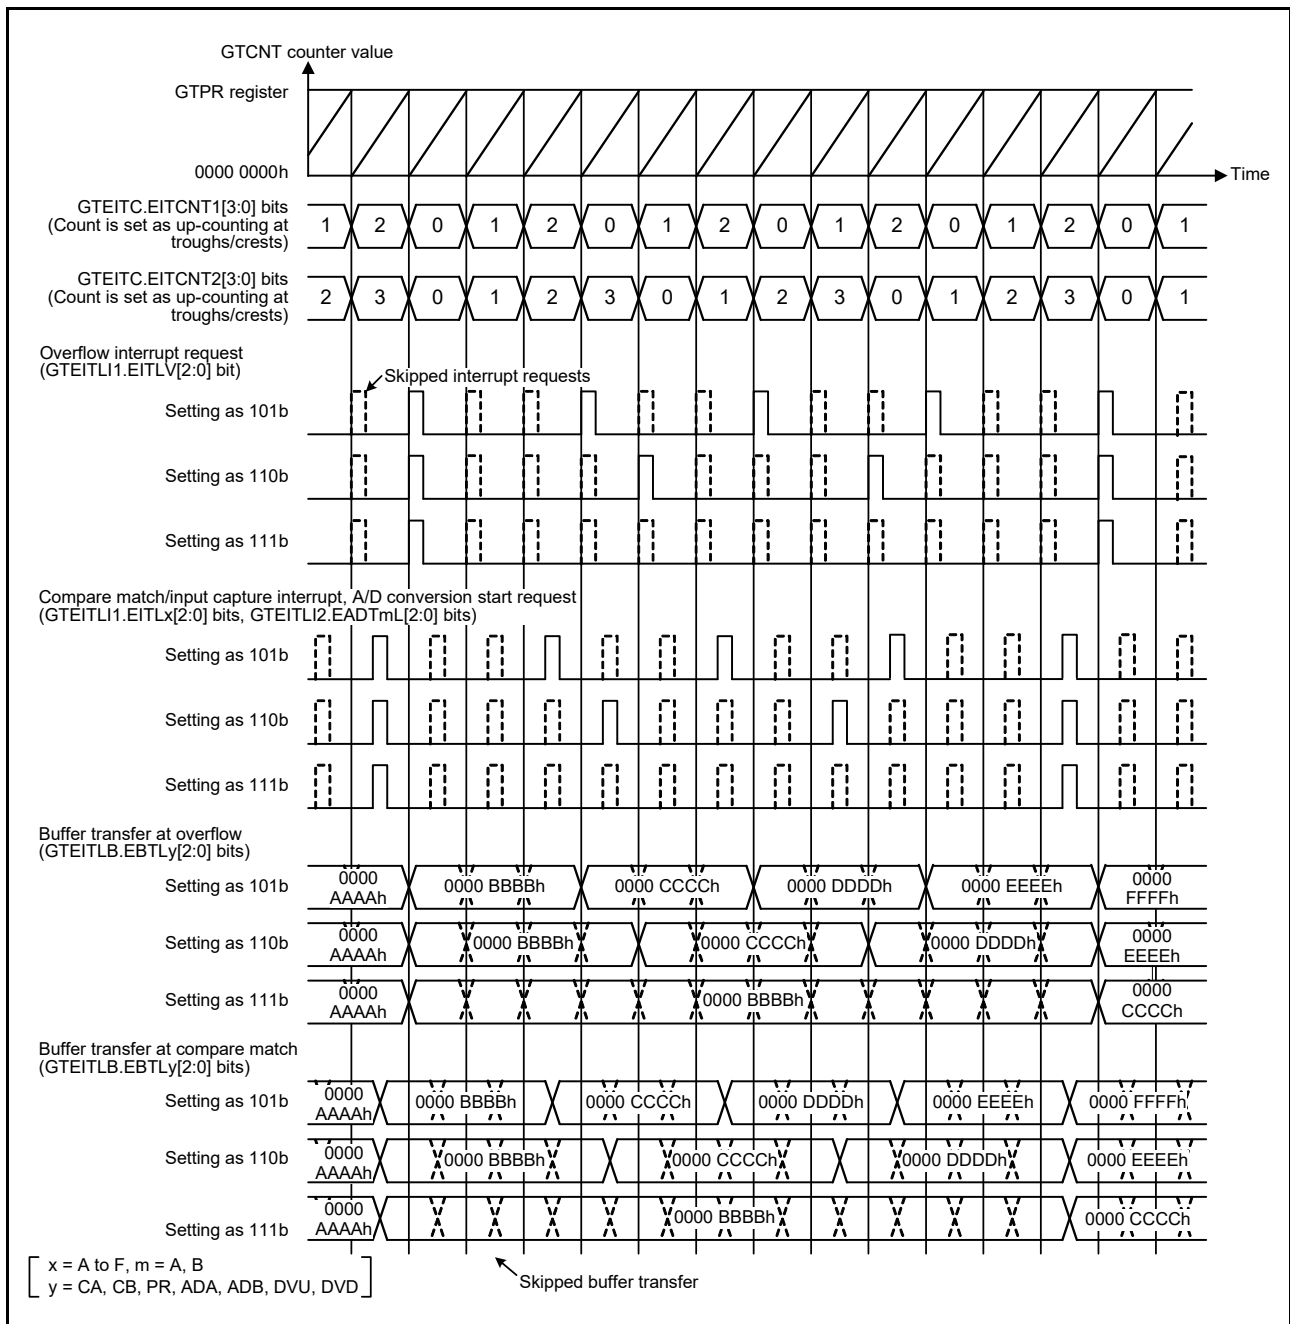 GTCNT counter value
GTPR register
0000 0000h
Time
GTEITC.EITCNT1[3:0] bits
(Count is set as up-counting at
troughs/crests)
1 2 0 1 2 0 1 2 0 1 2 0 1 2 0 1
GTEITC.EITCNT2[3:0] bits
(Count is set as up-counting at
troughs/crests)
2 3 0 1 2 3 0 1 2 3 0 1 2 3 0 1
Overflow interrupt request
(GTEITLI1.EITLV[2:0] bit)
Skipped interrupt requests
Setting as 101b
Setting as 110b
Setting as 111b
Compare match/input capture interrupt, A/D conversion start request
(GTEITLI1.EITLx[2:0] bits, GTEITLI2.EADTmL[2:0] bits)
Setting as 101b
Setting as 110b
Setting as 111b
Buffer transfer at overflow
(GTEITLB.EBTLy[2:0] bits)
Setting as 101b
0000
AAAAh
0000 BBBBh
0000 CCCCh
0000 DDDDh
0000 EEEEh
0000
FFFFh
Setting as 110b
0000
AAAAh
0000 BBBBh
0000 CCCCh
0000 DDDDh
0000
EEEEh
Setting as 111b
0000
AAAAh
0000 BBBBh
0000
CCCCh
Buffer transfer at compare match
(GTEITLB.EBTLy[2:0] bits)
Setting as 101b
0000
AAAAh
0000 BBBBh
0000 CCCCh
0000 DDDDh
0000 EEEEh
0000 FFFFh
Setting as 110b
0000
AAAAh
0000 BBBBh
0000 CCCCh
0000 DDDDh
0000 EEEEh
Setting as 111b
0000
AAAAh
0000 BBBBh
0000 CCCCh
x = A to F, m = A, B
y = CA, CB, PR, ADA, ADB, DVU, DVD
Skipped buffer transfer